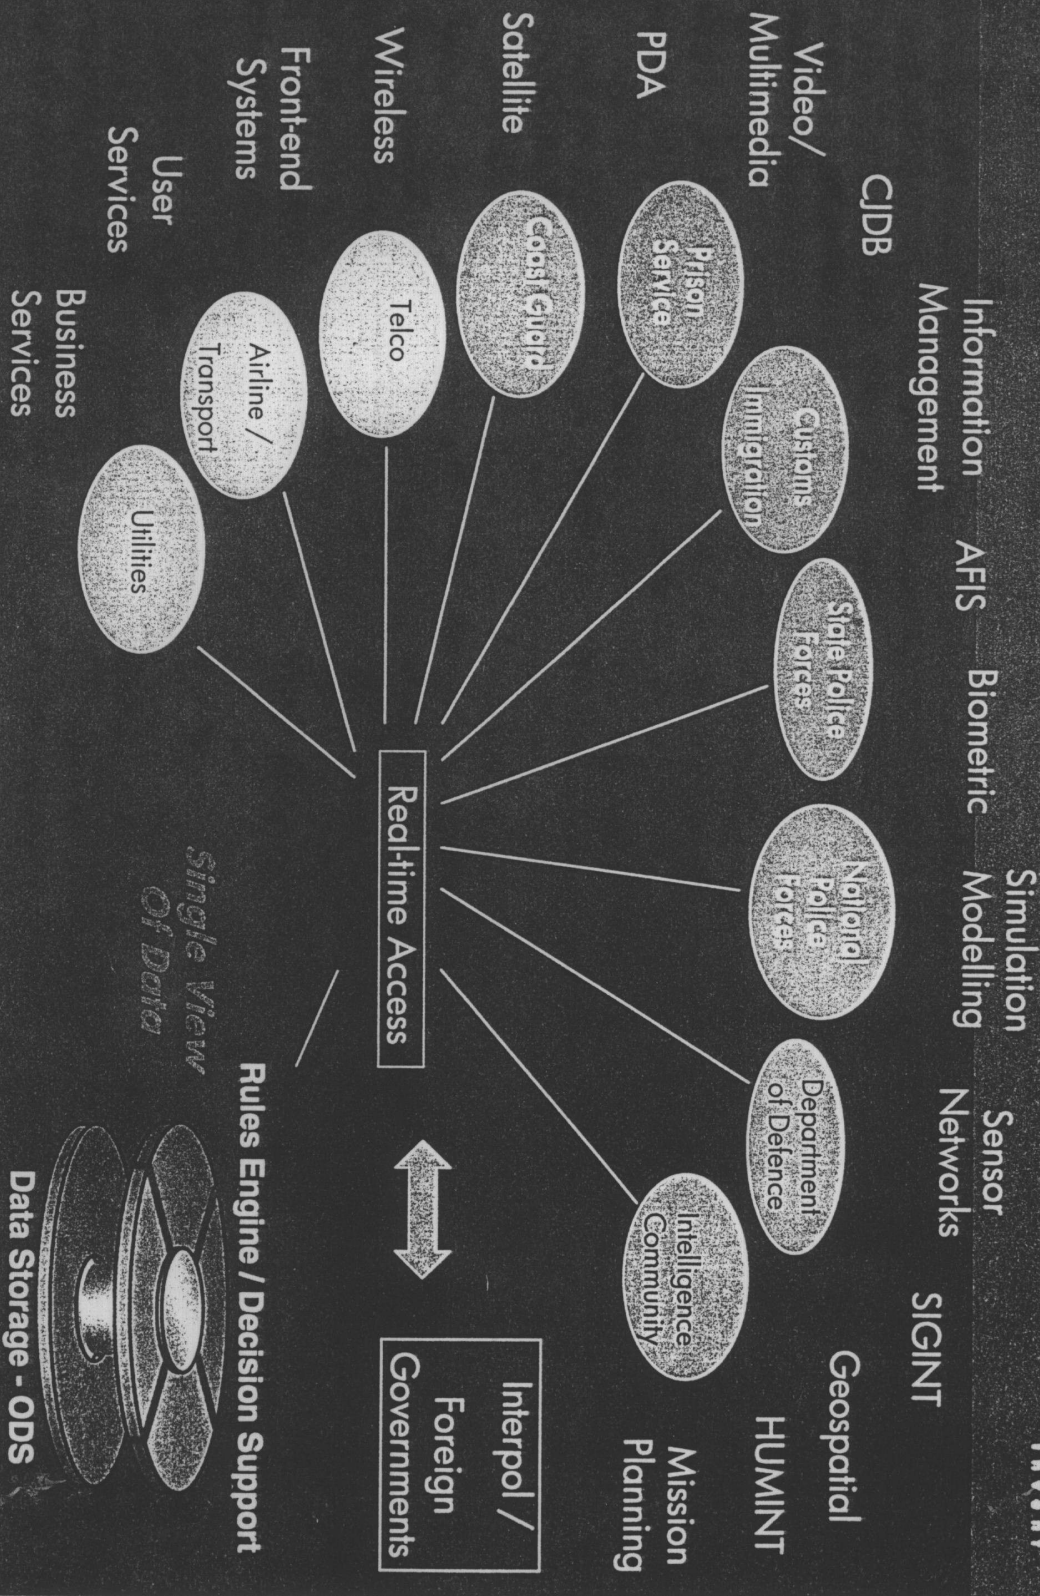 Simulation
Modelling
Information
Management
AFIS
Biometric
Sensor
Networks
SIGINT
CJDB
Geospatial
Video/
Multimedia
HUMINT
PDA
Mission
Planning
Satellite
Wireless
Front-end
Systems
User
Services
Business
Services
State Police
Forces
National
Police
Forces
Department
of Defence
Customs
Immigration
Intelligence
Community
Prison
Service
Coast Guard
Telco
Airline /
Transport
Utilities
Real-time Access
Interpol /
Foreign
Governments
Rules Engine / Decision Support
Single View
Of Data
Data Storage - ODS